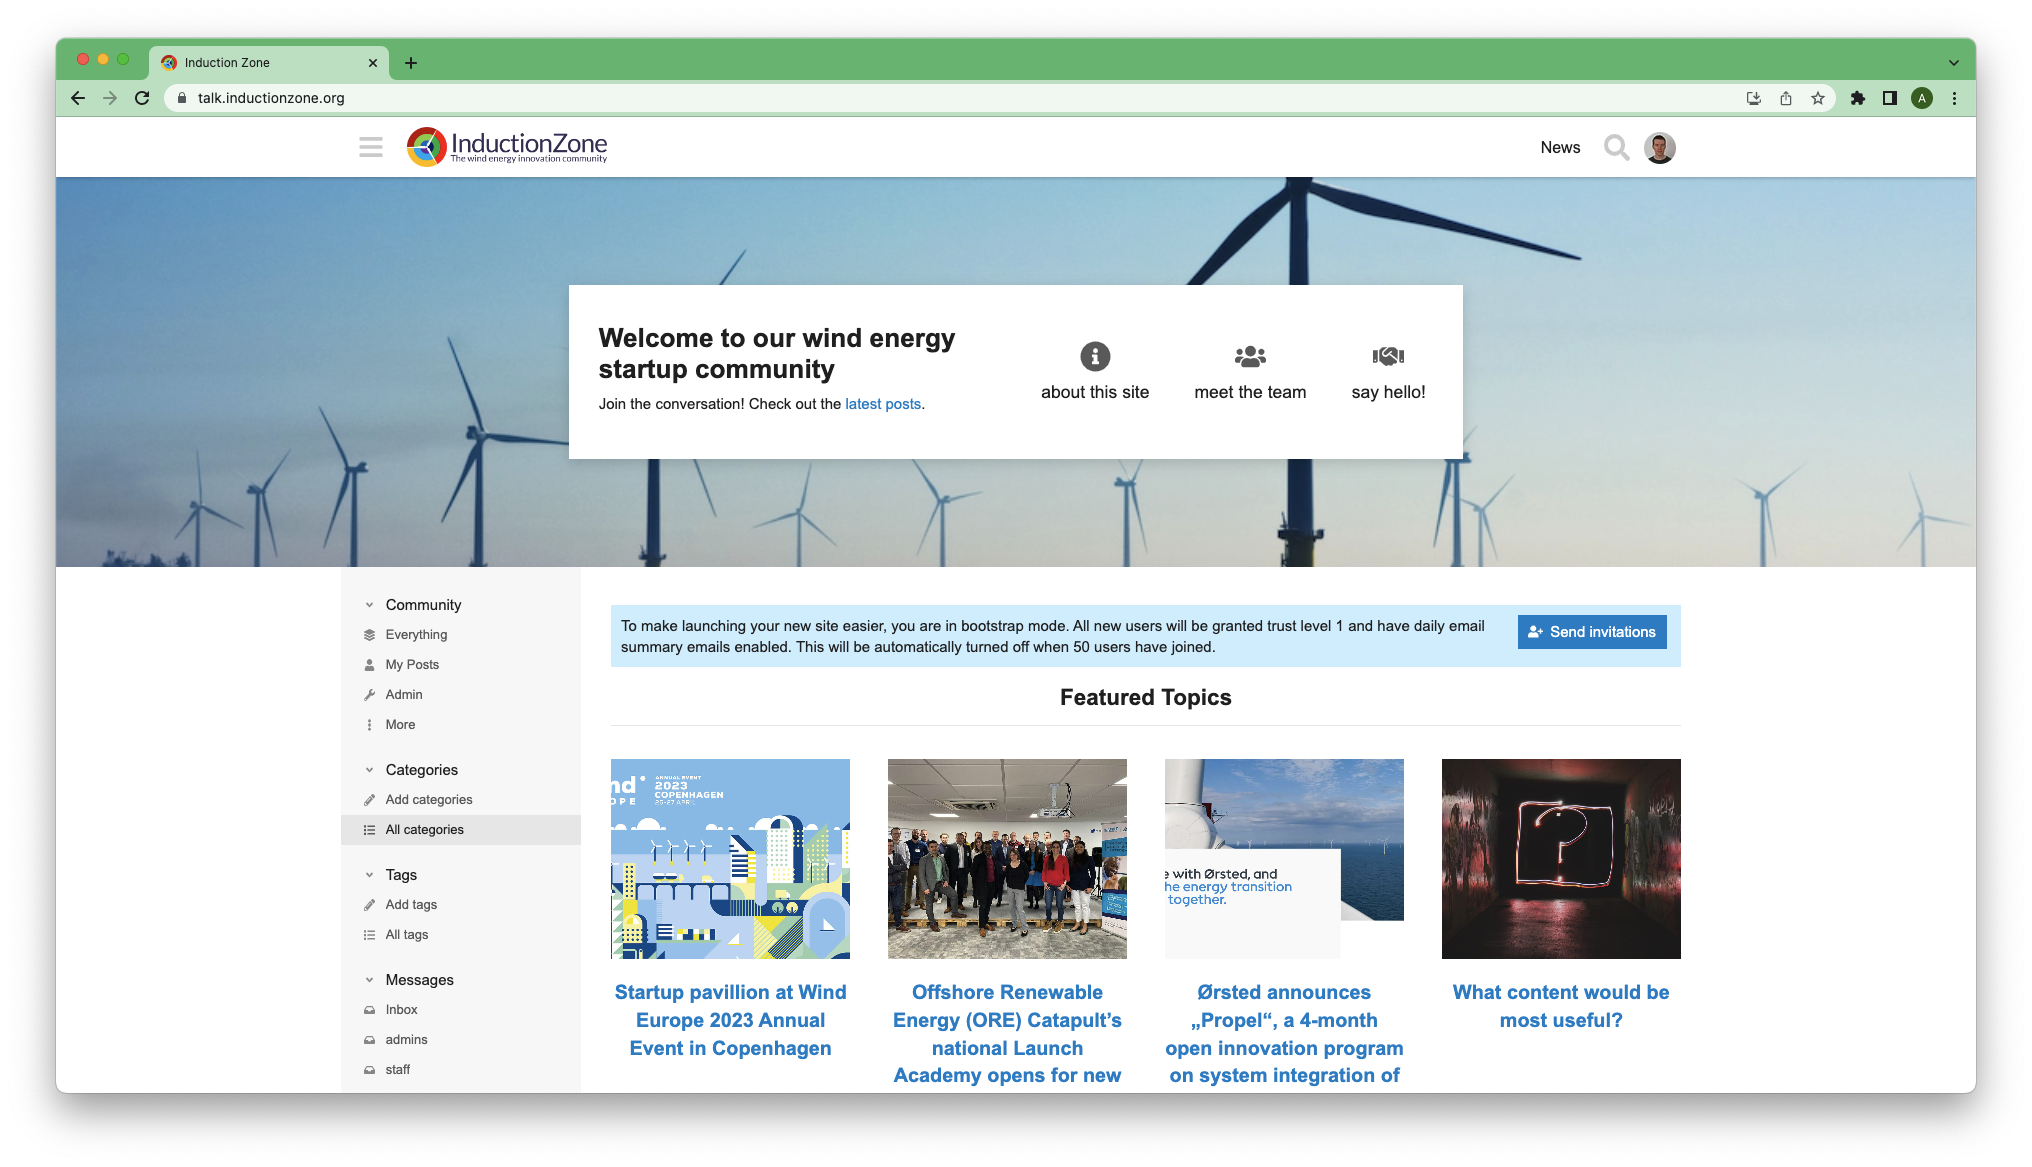 Induction Zone
talk.inductionzone.org
A
InductionZone
The wind energy innovation community
News
Welcome to our wind energy
startup community
Join the conversation! Check out the latest posts.
about this site
meet the team
say hello!
Community
Everything
My Posts
Admin
More
Categories
Add categories
All categories
Tags
Add tags
All tags
Messages
Inbox
admins
staff
To make launching your new site easier, you are in bootstrap mode. All new users will be granted trust level 1 and have daily email
summary emails enabled. This will be automatically turned off when 50 users have joined.
Send invitations
Featured Topics
nd
OPE
ANNUAL EVENT
2023
COPENHAGEN
25-27 APRIL
e with Ørsted, and
he energy transition
together.
?
Startup pavillion at Wind
Europe 2023 Annual
Event in Copenhagen
Offshore Renewable
Energy (ORE) Catapult’s
national Launch
Academy opens for new
Ørsted announces
„Propel“, a 4-month
open innovation program
on system integration of
What content would be
most useful?